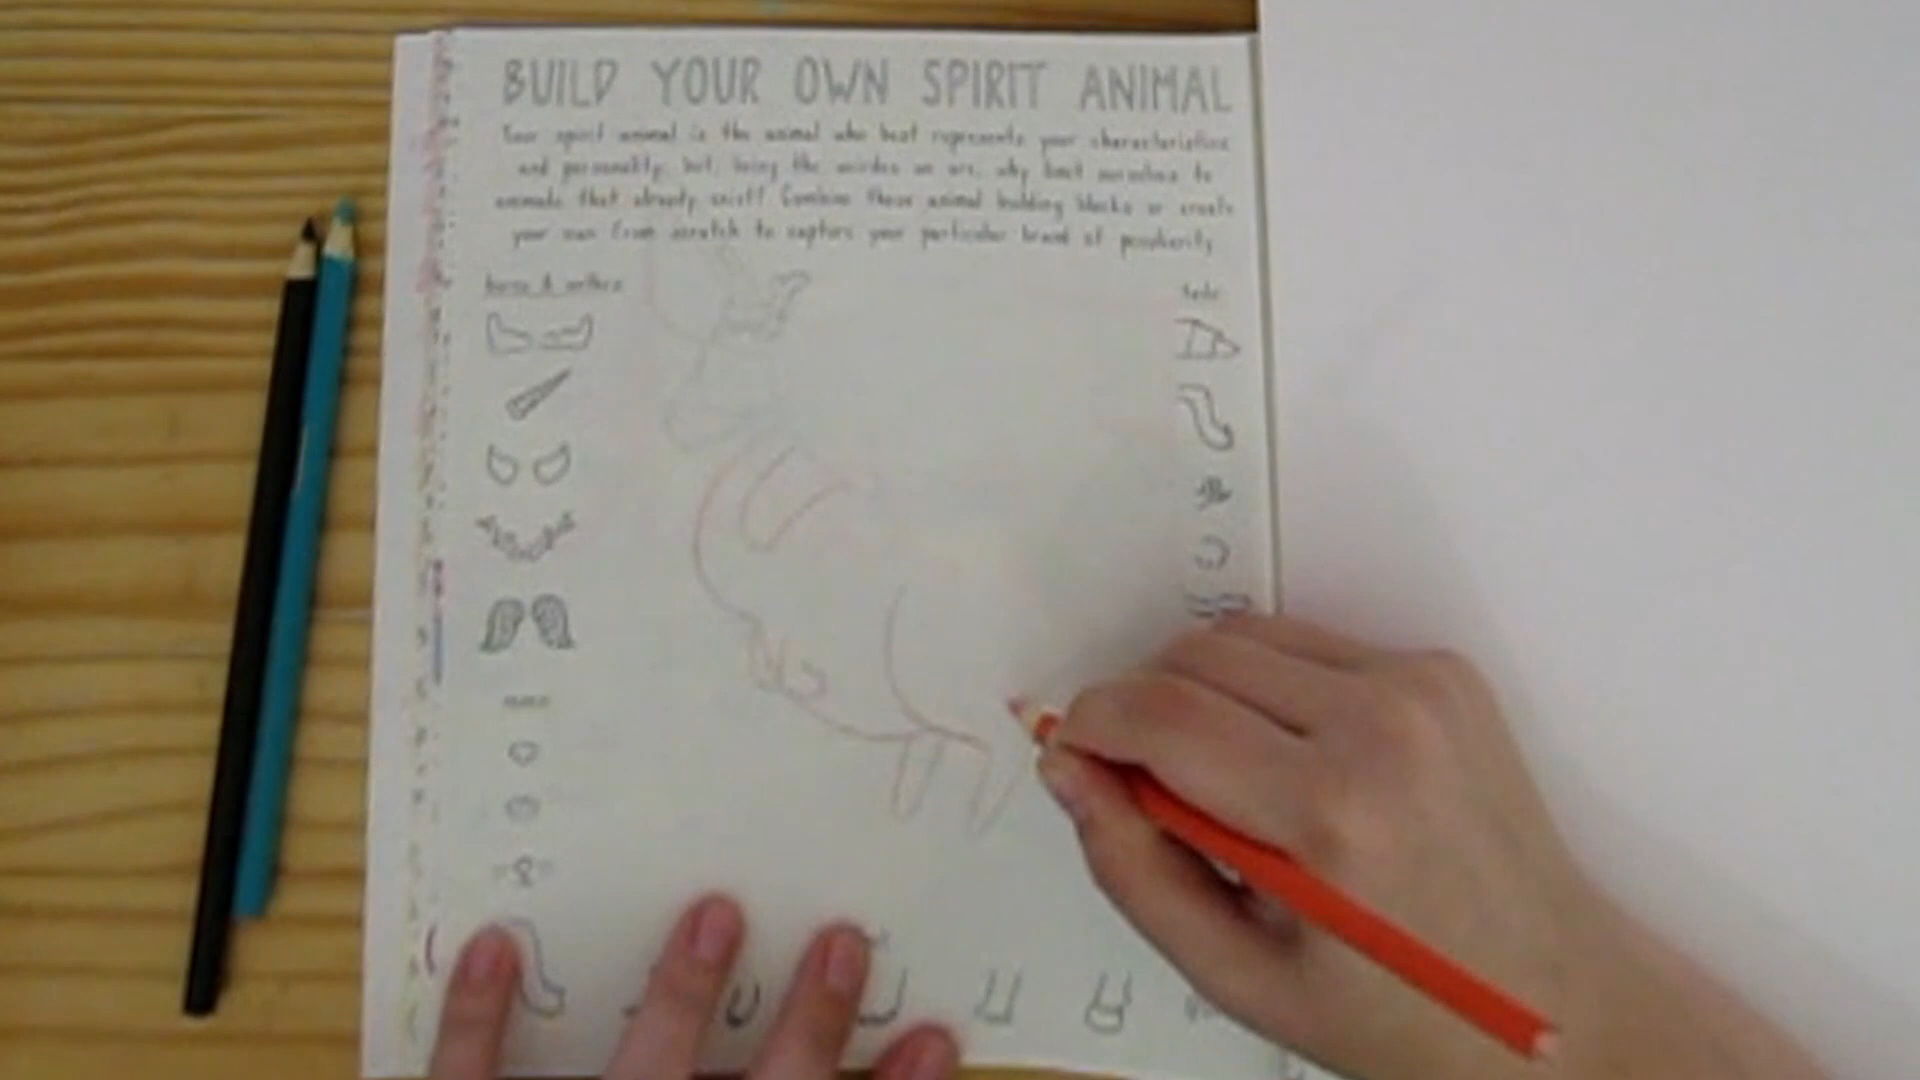 BUILD YOUR OWN SPIRIT ANIMAL
Your spirit animal is the animal who best represents your characteristics
and personality, but, being the weirdos we are, why limit ourselves to
animals that already exist? Combine these animal building blocks or create
your own from scratch to capture your particular brand of peculiarity
horns & antlers
tails